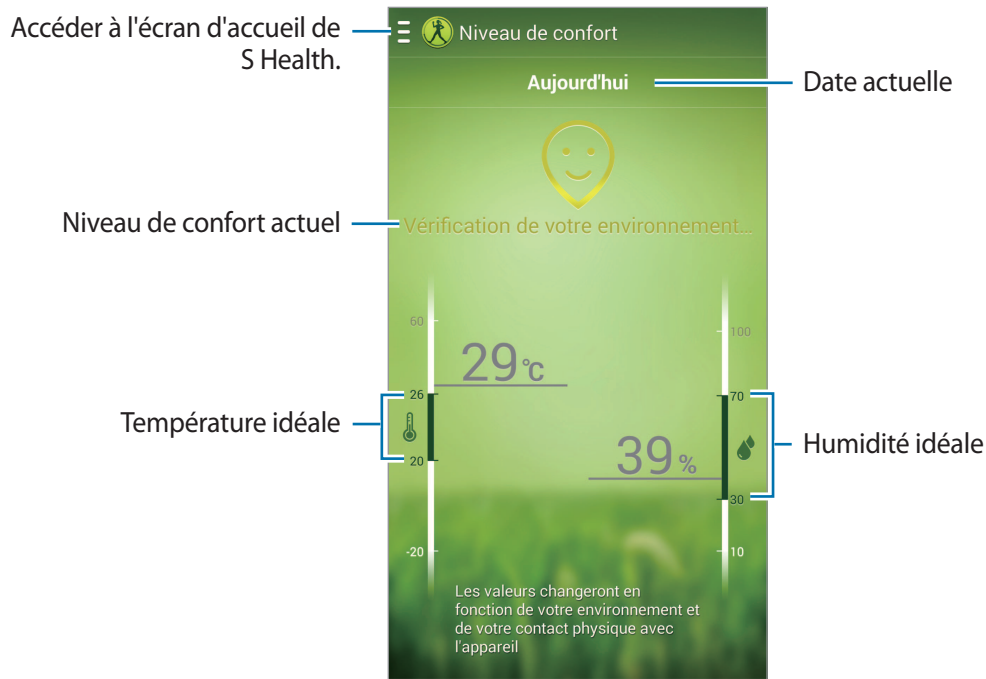 Accéder à l'écran d'accueil de
S Health.
Niveau de confort
Aujourd'hui
Date actuelle
Niveau de confort actuel
Vérification de votre environnement...
60
100
29°C
26
70
Température idéale
Humidité idéale
20
39%
30
-20
10
Les valeurs changeront en
fonction de votre environnement et
de votre contact physique avec
l'appareil